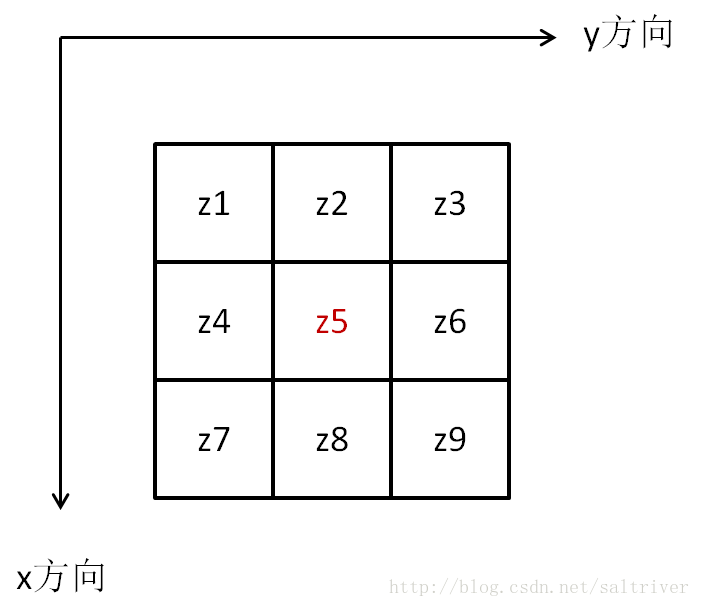 y方向
z1 z2 z3
z4 z5 z6
z7 z8 z9
x方向
http://blog.csdn.net/saltriver